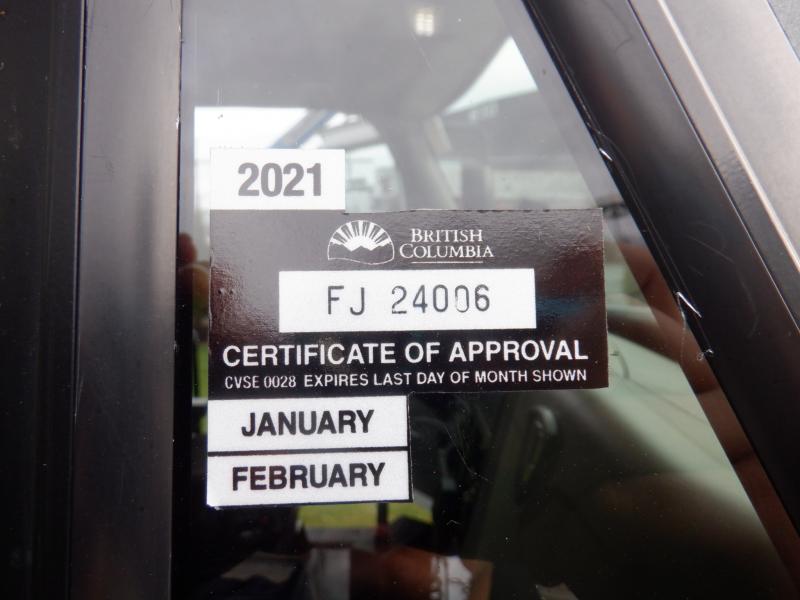 2021
BRITISH
COLUMBIA
FJ 24006
CERTIFICATE OF APPROVAL
CVSE 0028 EXPIRES LAST DAY OF MONTH SHOWN
JANUARY
FEBRUARY